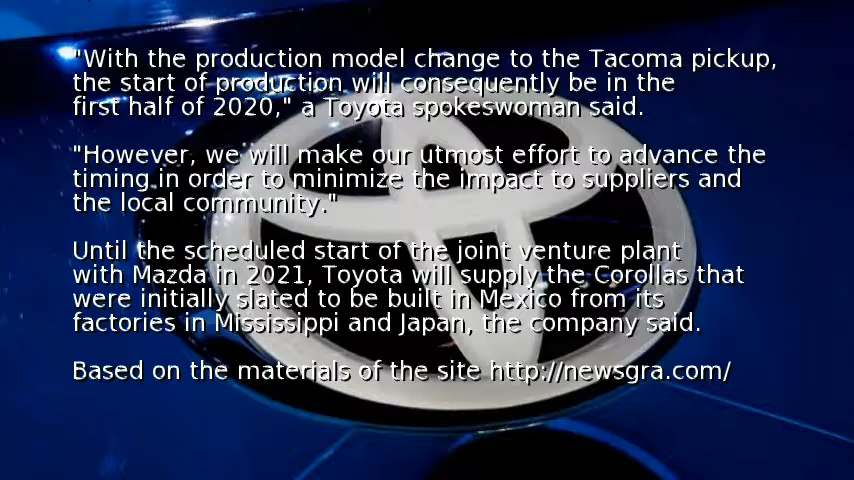 "With the production model change to the Tacoma pickup,
the start of production will consequently be in the
first half of 2020," a Toyota spokeswoman said.
"However, we will make our utmost effort to advance the
timing in order to minimize the impact to suppliers and
the local community."
Until the scheduled start of the joint venture plant
with Mazda in 2021, Toyota will supply the Corollas that
were initially slated to be built in Mexico from its
factories in Mississippi and Japan, the company said.
Based on the materials of the site http://newsgra.com/